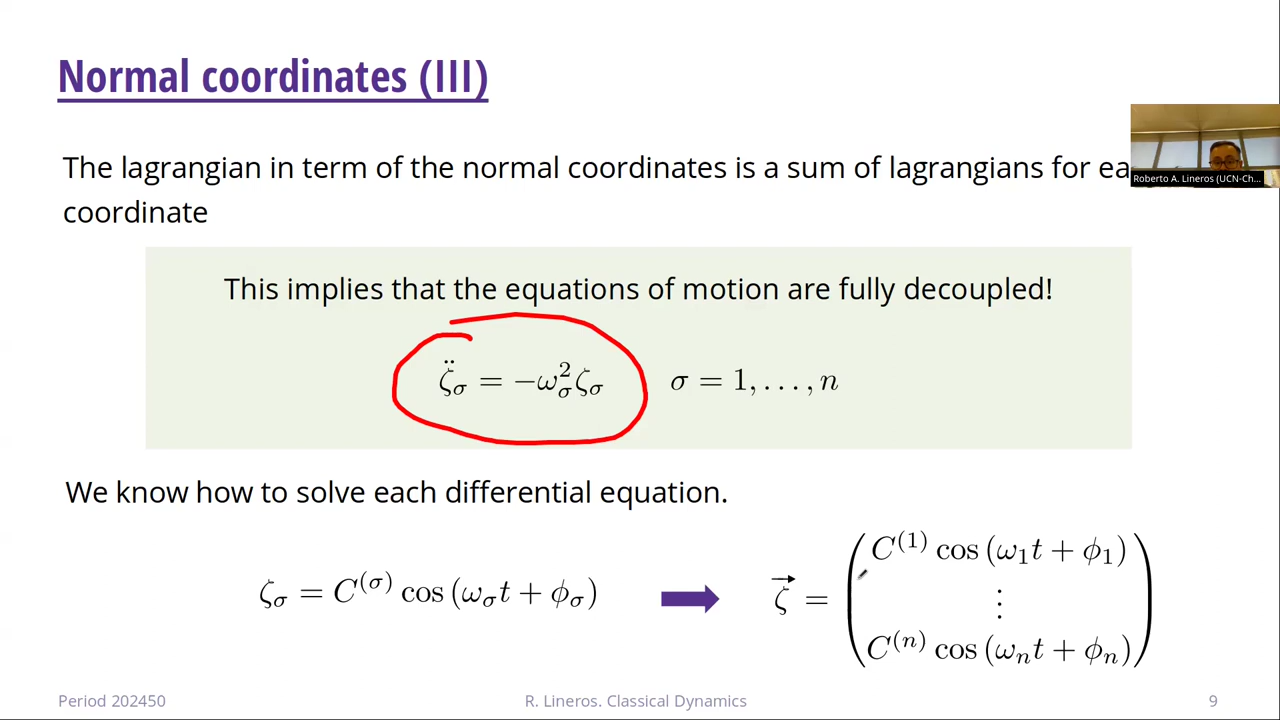 Normal coordinates (III)
The lagrangian in term of the normal coordinates is a sum of lagrangians for ea
coordinate
Roberto A. Lineros (UCN-Ch...
This implies that the equations of motion are fully decoupled!
ζ̈_σ = −ω_σ^2 ζ_σ   σ = 1, . . . , n
We know how to solve each differential equation.
ζ_σ = C^(σ) cos (ω_σ t + ϕ_σ)
ζ⃗ = ( C^(1) cos (ω_1 t + ϕ_1)
⋮
C^(n) cos (ω_n t + ϕ_n) )
Period 202450
R. Lineros. Classical Dynamics
9